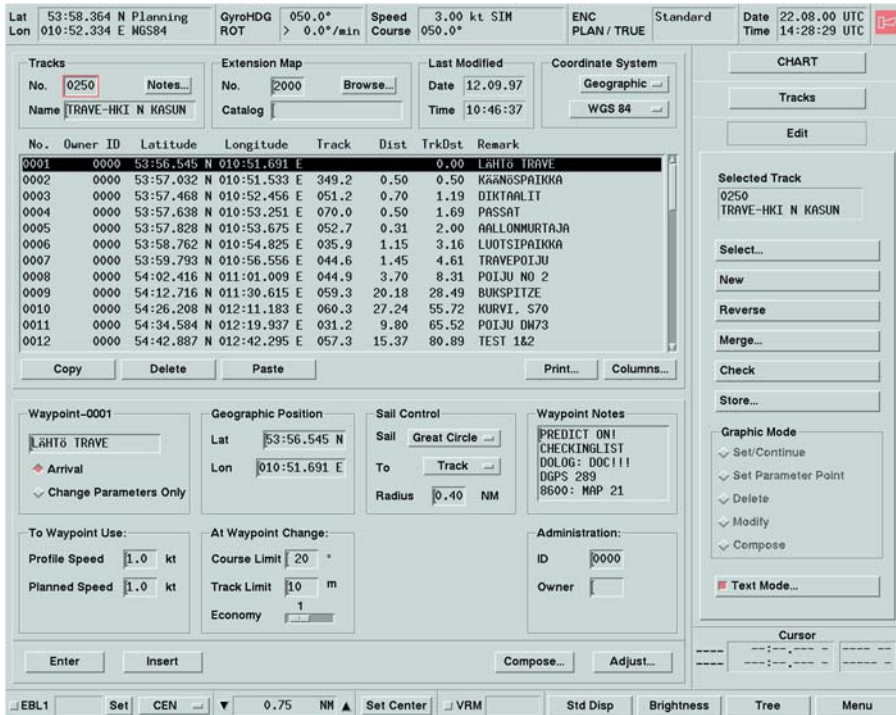 Lat 53:58.364 N Planning GyroHDG 050.0° Speed 3.00 kt SIM ENC Standard Date 22.08.00 UTC
Lon 010:52.334 E WGS84 ROT > 0.0°/min Course 050.0° PLAN / TRUE Time 14:28:29 UTC
Tracks Extension Map Last Modified Coordinate System CHART
No. 0250 Notes... No. 2000 Browse... Date 12.09.97 Geographic
Name TRAVE-HKI N KASUN Catalog Time 10:46:37 WGS 84
Tracks
Edit
No. Owner ID Latitude Longitude Track Dist TrkDst Remark
0001 0000 53:56.545 N 010:51.691 E 0.00 LäHTö TRAVE
0002 0000 53:57.032 N 010:51.533 E 349.2 0.50 0.50 KääNöSPAIKKA
0003 0000 53:57.468 N 010:52.456 E 051.2 0.70 1.19 DIKTAALIT
0004 0000 53:57.638 N 010:53.251 E 070.0 0.50 1.69 PASSAT
0005 0000 53:57.828 N 010:53.675 E 052.7 0.31 2.00 AALLONMURTAJA
0006 0000 53:58.762 N 010:54.825 E 035.9 1.15 3.16 LUOTSIPAIKKA
0007 0000 53:59.793 N 010:56.556 E 044.6 1.45 4.61 TRAVEPOIJU
0008 0000 54:02.416 N 011:01.009 E 044.9 3.70 8.31 POIJU NO 2
0009 0000 54:12.716 N 011:30.615 E 059.3 20.18 28.49 BUKSPITZE
0010 0000 54:26.208 N 012:11.183 E 060.3 27.24 55.72 KURVI, S70
0011 0000 54:34.584 N 012:19.937 E 031.2 9.80 65.52 POIJU DW73
0012 0000 54:42.887 N 012:42.295 E 057.3 15.37 80.89 TEST 1&2
Copy Delete Paste Print... Columns...
Selected Track
0250
TRAVE-HKI N KASUN
Select...
New
Reverse
Merge...
Check
Store...
Graphic Mode
Set/Continue
Set Parameter Point
Delete
Modify
Compose
Text Mode...
Waypoint-0001 Geographic Position Sail Control Waypoint Notes
LäHTö TRAVE Lat 53:56.545 N Sail Great Circle PREDICT ON!
CHECKINGLIST
Arrival Lon 010:51.691 E To Track DOLOG: DOC!!!
DGPS 289
Change Parameters Only Radius 0.40 NM 8600: MAP 21
To Waypoint Use: At Waypoint Change: Administration:
Profile Speed 1.0 kt Course Limit 20 ° ID 0000
Planned Speed 1.0 kt Track Limit 10 m Owner
Economy 1
Enter Insert Compose... Adjust...
Cursor
---- --:--.--- - ---- --
---- ---:--.--- - ---- --
EBL1 Set CEN ▼ 0.75 NM ▲ Set Center VRM Std Disp Brightness Tree Menu